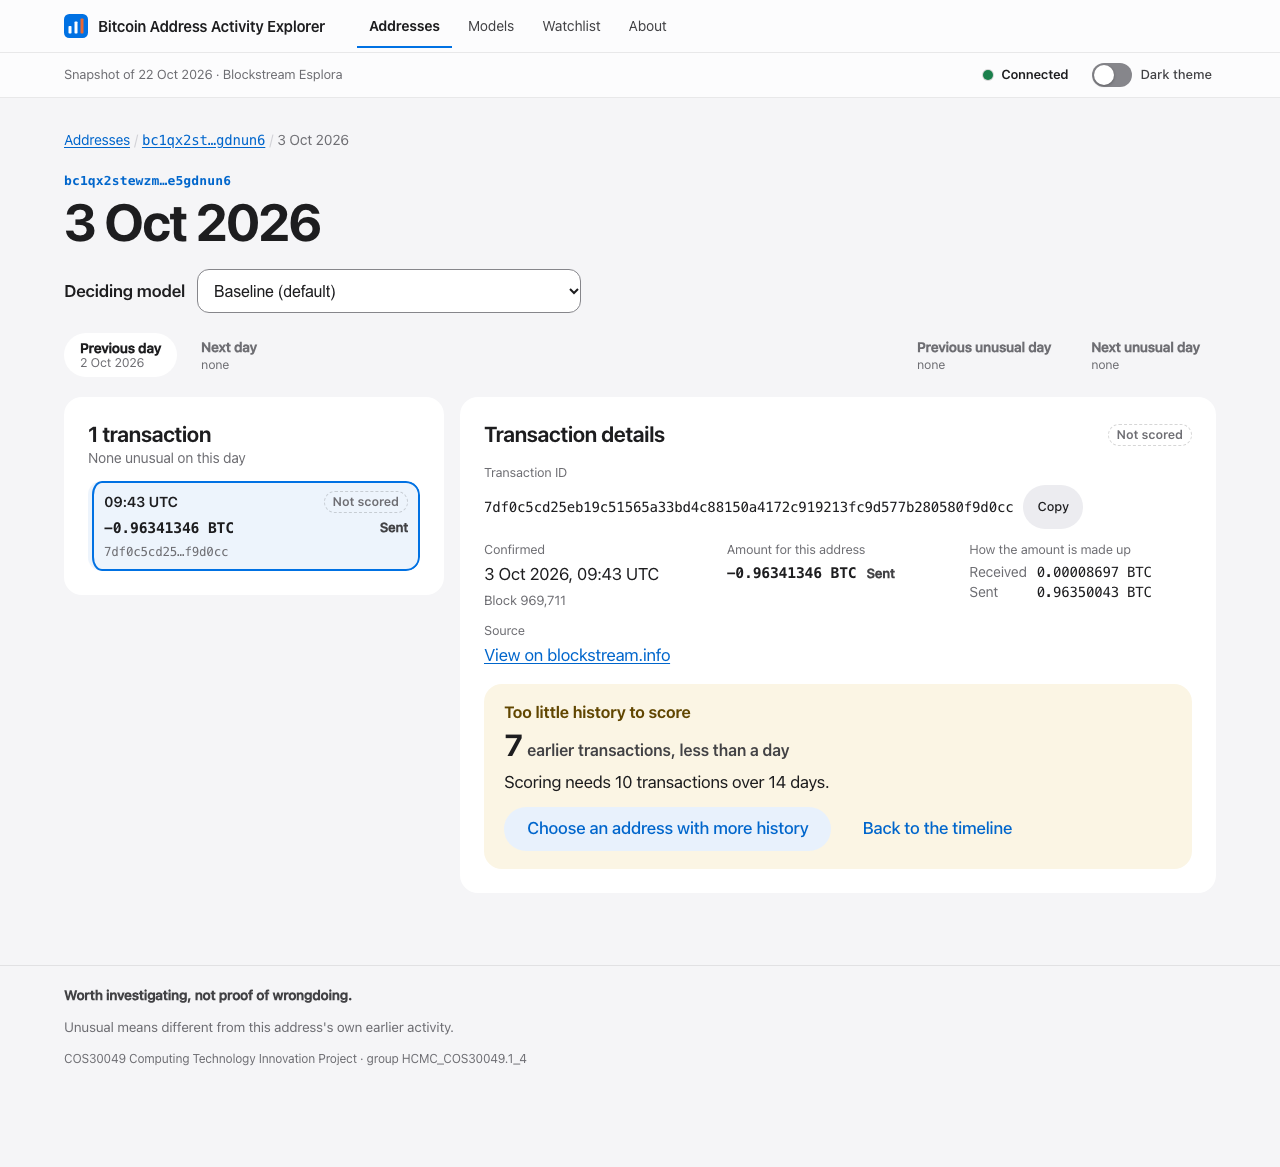 Bitcoin Address Activity Explorer
Addresses
Models
Watchlist
About
Snapshot of 22 Oct 2026 · Blockstream Esplora
Connected
Dark theme
Addresses / bc1qx2st…gdnun6 / 3 Oct 2026
bc1qx2stewzm…e5gdnun6
3 Oct 2026
Deciding model
Baseline (default)
Previous day
2 Oct 2026
Next day
none
Previous unusual day
none
Next unusual day
none
1 transaction
None unusual on this day
09:43 UTC
Not scored
−0.96341346 BTC
Sent
7df0c5cd25…f9d0cc
Transaction details
Not scored
Transaction ID
7df0c5cd25eb19c51565a33bd4c88150a4172c919213fc9d577b280580f9d0cc
Copy
Confirmed
3 Oct 2026, 09:43 UTC
Block 969,711
Amount for this address
−0.96341346 BTC Sent
How the amount is made up
Received 0.00008697 BTC
Sent 0.96350043 BTC
Source
View on blockstream.info
Too little history to score
7 earlier transactions, less than a day
Scoring needs 10 transactions over 14 days.
Choose an address with more history
Back to the timeline
Worth investigating, not proof of wrongdoing.
Unusual means different from this address's own earlier activity.
COS30049 Computing Technology Innovation Project · group HCMC_COS30049.1_4